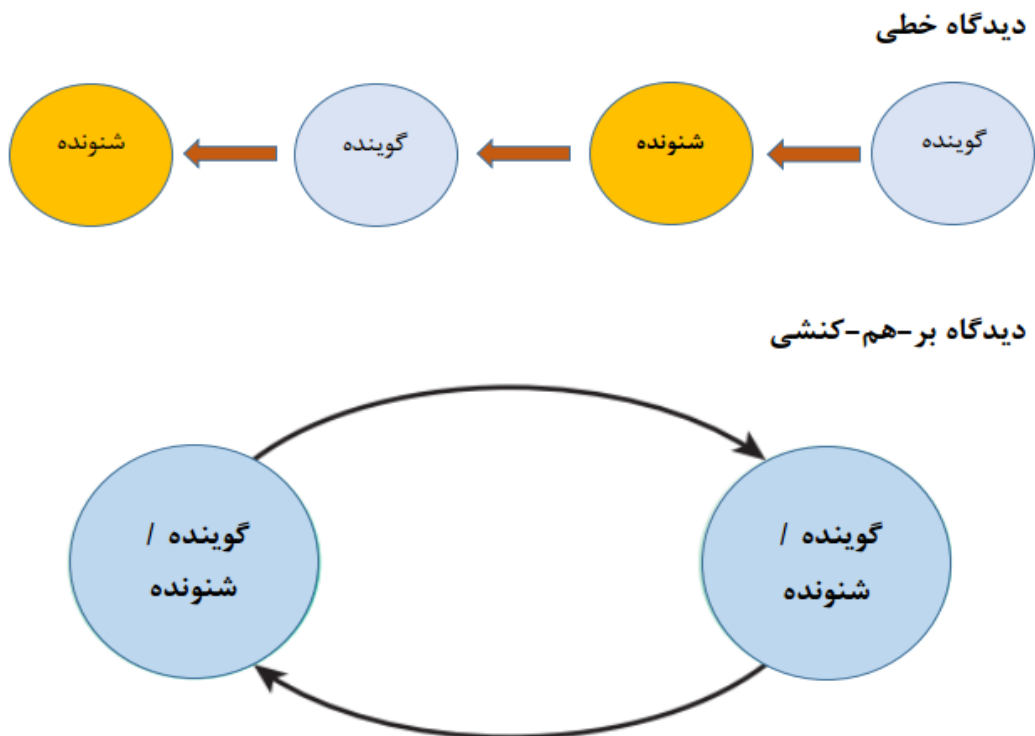 دیدگاه خطی
گوینده
شنونده
گوینده
شنونده
دیدگاه بر-هم-کنشی
گوینده /
شنونده
گوینده /
شنونده